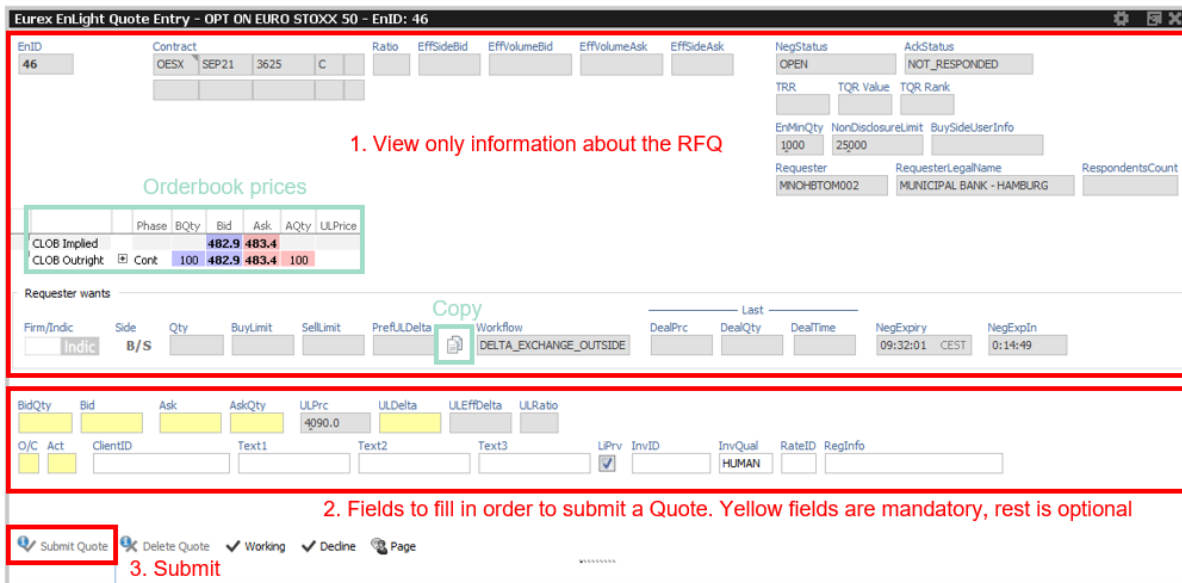 Eurex EnLight Quote Entry - OPT ON EURO STOXX 50 - EnID: 46
EnID Contract Ratio EffSideBid EffVolumeBid EffVolumeAsk EffSideAsk NegStatus AckStatus
46 OESX SEP21 3625 C OPEN NOT_RESPONDED
TRR TQR Value TQR Rank
EnMinQty NonDisclosureLimit BuySideUserInfo
1. View only information about the RFQ
1000 25000
Requester RequesterLegalName RespondentsCount
MNOHBTOM002 MUNICIPAL BANK - HAMBURG
Orderbook prices
Phase BQty Bid Ask AQty ULPrice
CLOB Implied 482.9 483.4
CLOB Outright Cont 100 482.9 483.4 100
Requester wants
Copy
Last
Firm/Indic Side Qty BuyLimit SellLimit PrefULDelta Workflow DealPrc DealQty DealTime NegExpiry NegExpIn
Indic B/S DELTA_EXCHANGE_OUTSIDE 09:32:01 CEST 0:14:49
BidQty Bid Ask AskQty ULPrc ULDelta ULEffDelta ULRatio
4090.0
O/C Act ClientID Text1 Text2 Text3 LiPrv InvID InvQual RateID RegInfo
HUMAN
2. Fields to fill in order to submit a Quote. Yellow fields are mandatory, rest is optional
Submit Quote Delete Quote Working Decline Page
3. Submit